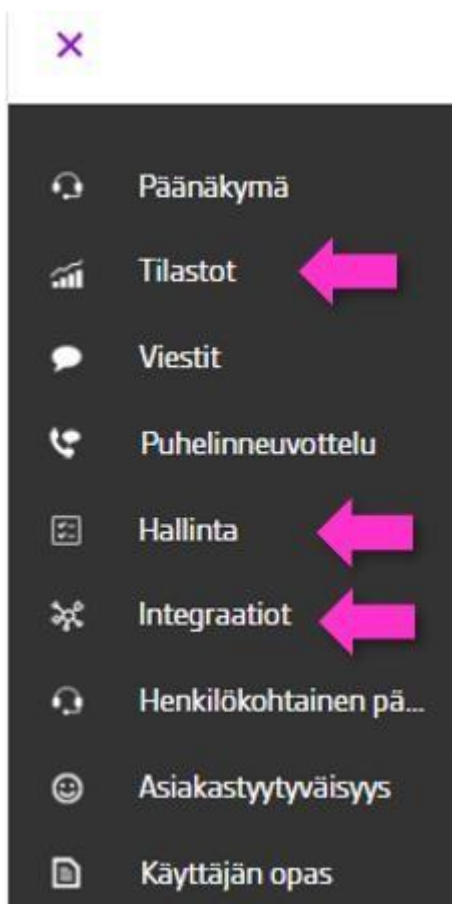 Päänäkymä
Tilastot
Viestit
Puhelinneuvottelu
Hallinta
Integraatiot
Henkilökohtainen pä...
Asiakastyytyväisyys
Käyttäjän opas